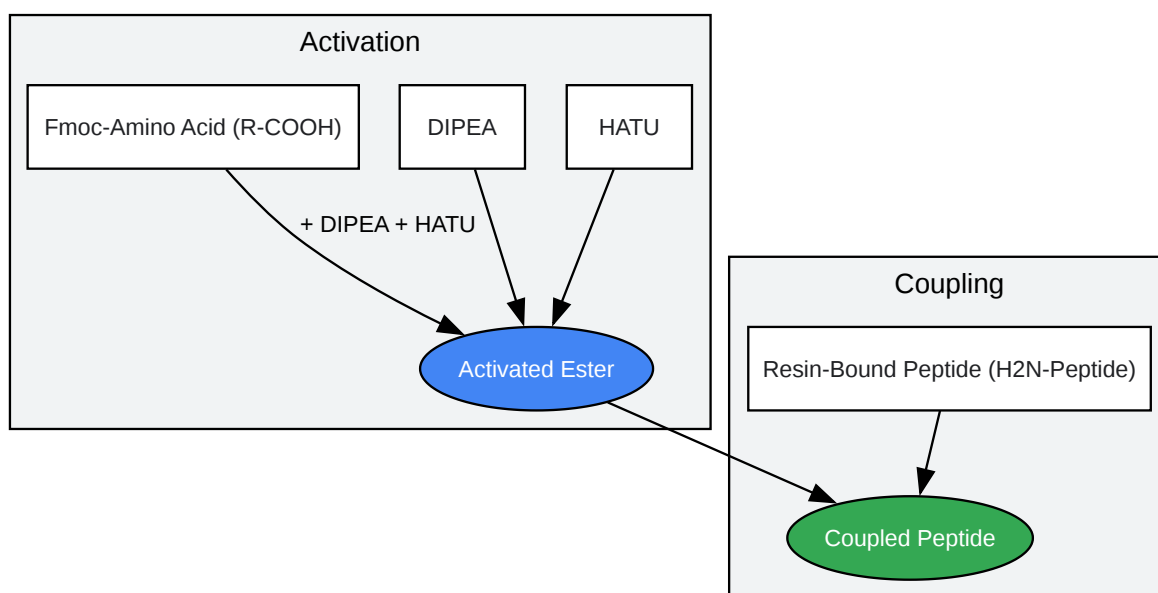 Activation
Fmoc-Amino Acid (R-COOH)
DIPEA
HATU
+ DIPEA + HATU
Activated Ester
Coupling
Resin-Bound Peptide (H2N-Peptide)
Coupled Peptide